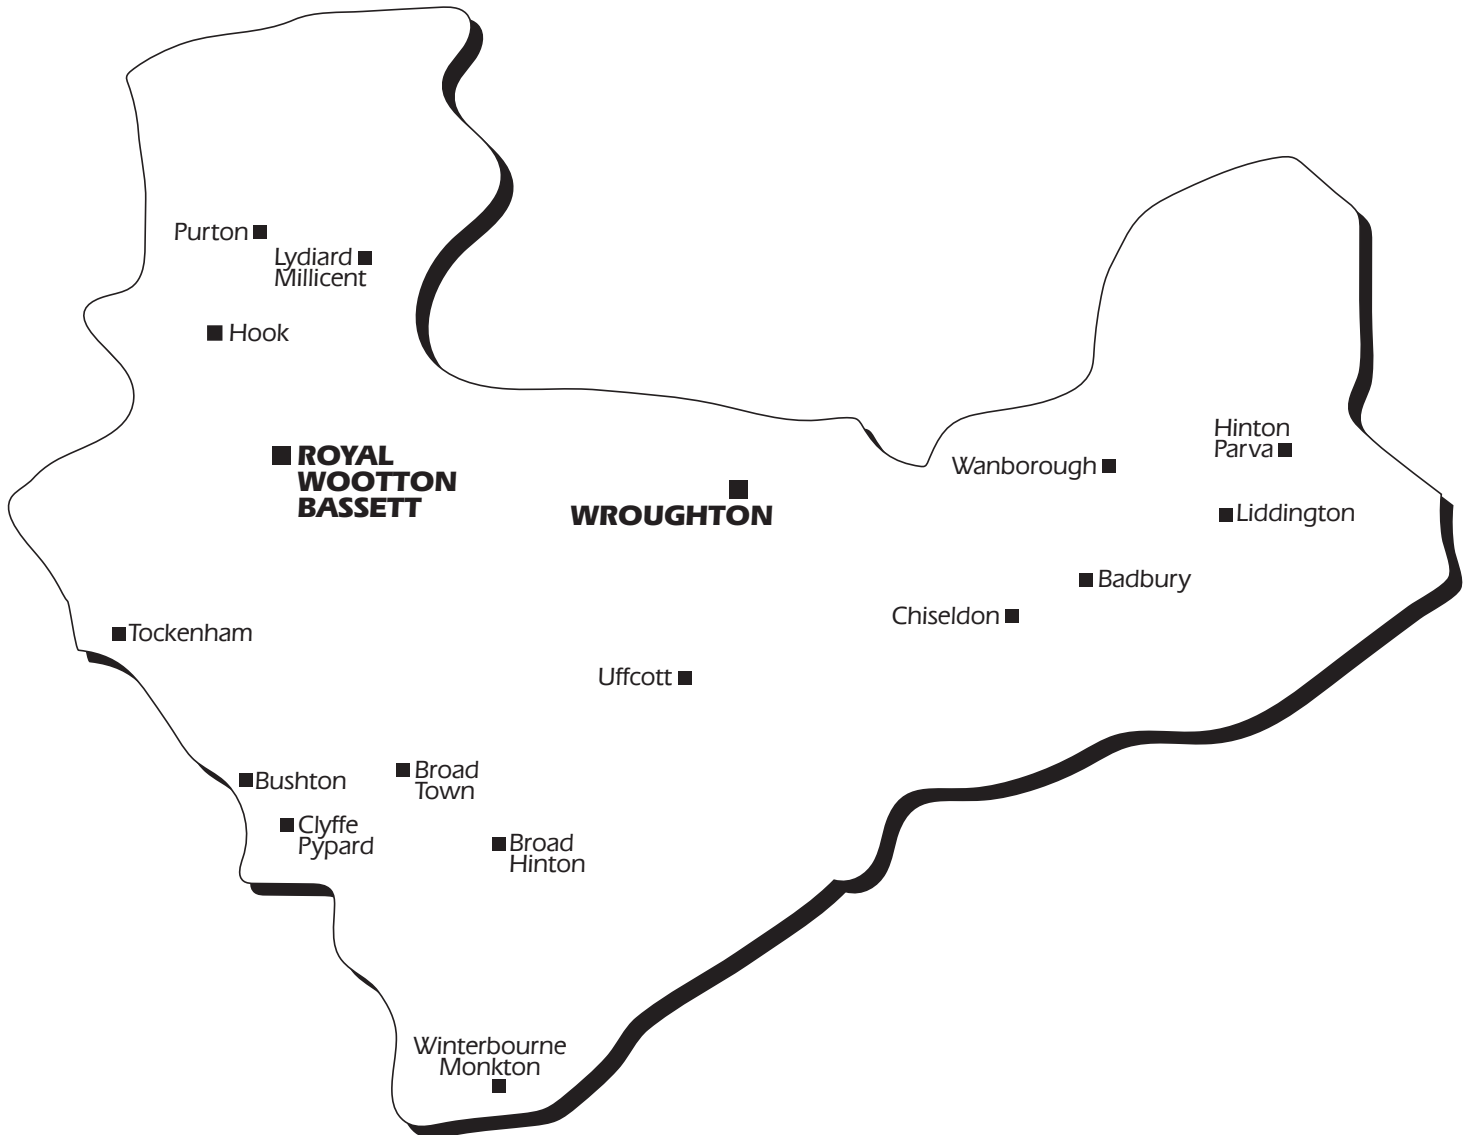 Purton
Lydiard
Millicent
Hook
Hinton
Parva
ROYAL
WOOTTON
BASSETT
Wanborough
WROUGHTON
Liddington
Badbury
Chiseldon
Tockenham
Uffcott
Broad
Town
Bushton
Clyffe
Pypard
Broad
Hinton
Winterbourne
Monkton